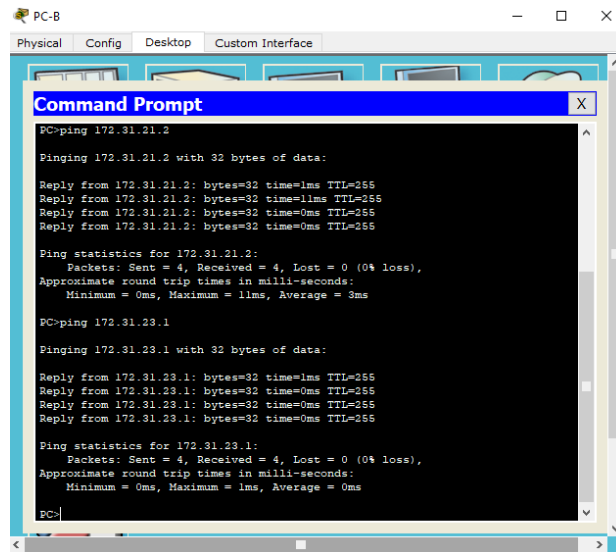 PC-B
Physical Config Desktop Custom Interface
Command Prompt
X
PC>ping 172.31.21.2
Pinging 172.31.21.2 with 32 bytes of data:
Reply from 172.31.21.2: bytes=32 time=1ms TTL=255
Reply from 172.31.21.2: bytes=32 time=11ms TTL=255
Reply from 172.31.21.2: bytes=32 time=0ms TTL=255
Reply from 172.31.21.2: bytes=32 time=0ms TTL=255
Ping statistics for 172.31.21.2:
Packets: Sent = 4, Received = 4, Lost = 0 (0% loss),
Approximate round trip times in milli-seconds:
Minimum = 0ms, Maximum = 11ms, Average = 3ms
PC>ping 172.31.23.1
Pinging 172.31.23.1 with 32 bytes of data:
Reply from 172.31.23.1: bytes=32 time=1ms TTL=255
Reply from 172.31.23.1: bytes=32 time=0ms TTL=255
Reply from 172.31.23.1: bytes=32 time=0ms TTL=255
Reply from 172.31.23.1: bytes=32 time=0ms TTL=255
Ping statistics for 172.31.23.1:
Packets: Sent = 4, Received = 4, Lost = 0 (0% loss),
Approximate round trip times in milli-seconds:
Minimum = 0ms, Maximum = 1ms, Average = 0ms
PC>